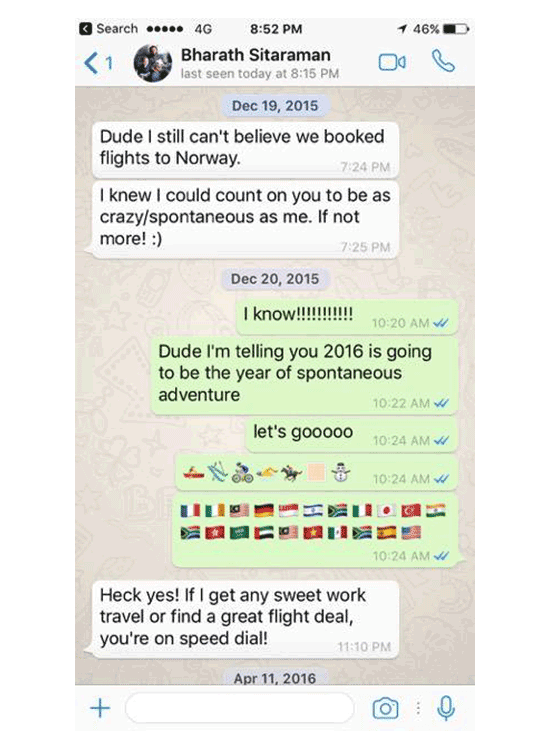 Search 4G 8:52 PM 46%
1 Bharath Sitaraman
last seen today at 8:15 PM
Dec 19, 2015
Dude I still can't believe we booked
flights to Norway.
7:24 PM
I knew I could count on you to be as
crazy/spontaneous as me. If not
more! :)
7:25 PM
Dec 20, 2015
I know!!!!!!!!!!!
10:20 AM
Dude I'm telling you 2016 is going
to be the year of spontaneous
adventure
10:22 AM
let's gooooo
10:24 AM
10:24 AM
10:24 AM
Heck yes! If I get any sweet work
travel or find a great flight deal,
you're on speed dial!
11:10 PM
Apr 11, 2016